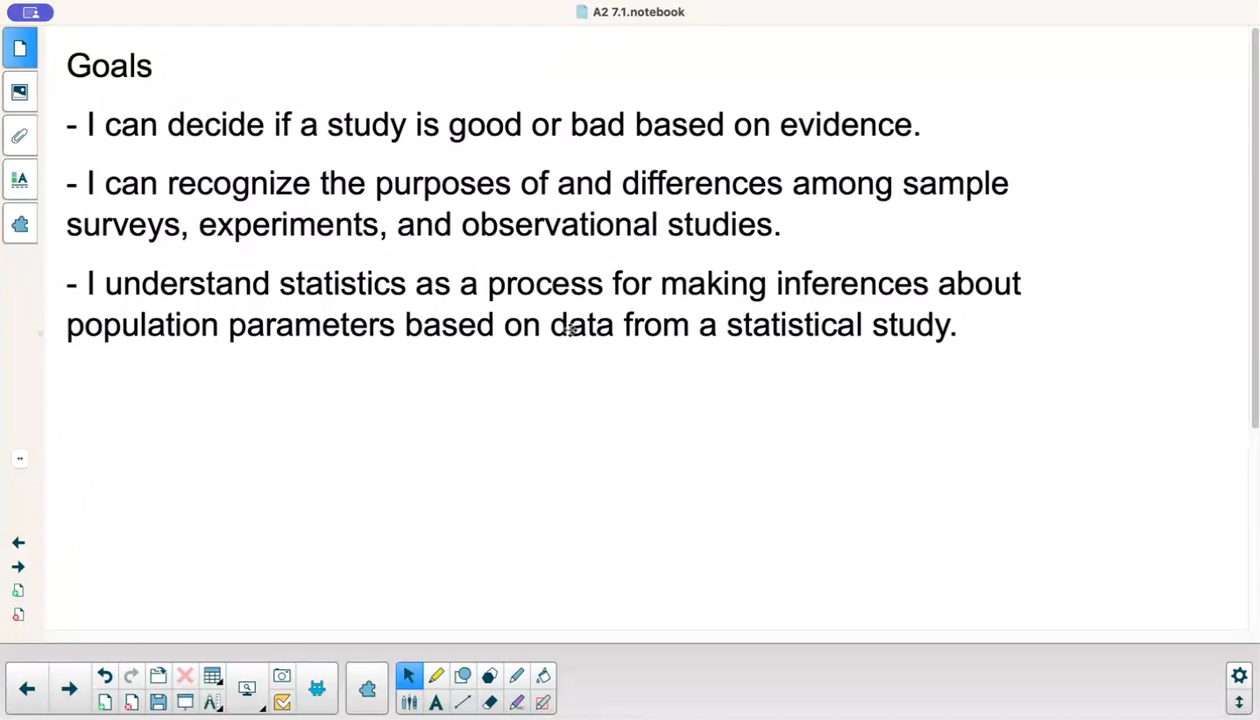 A2 7.1.notebook
Goals
- I can decide if a study is good or bad based on evidence.
- I can recognize the purposes of and differences among sample
surveys, experiments, and observational studies.
- I understand statistics as a process for making inferences about
population parameters based on data from a statistical study.